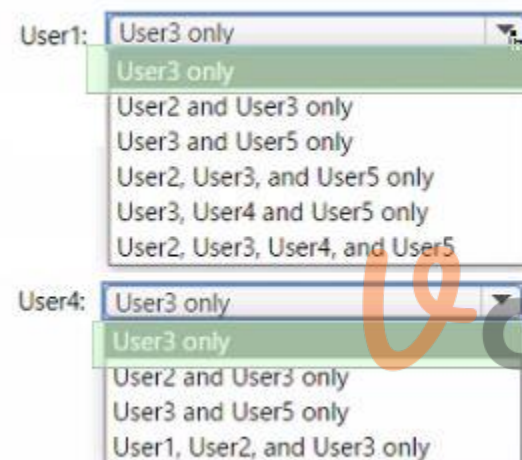 User1: User3 only
User3 only
User2 and User3 only
User3 and User5 only
User2, User3, and User5 only
User3, User4 and User5 only
User2, User3, User4, and User5
User4: User3 only
User3 only
User2 and User3 only
User3 and User5 only
User1, User2, and User3 only